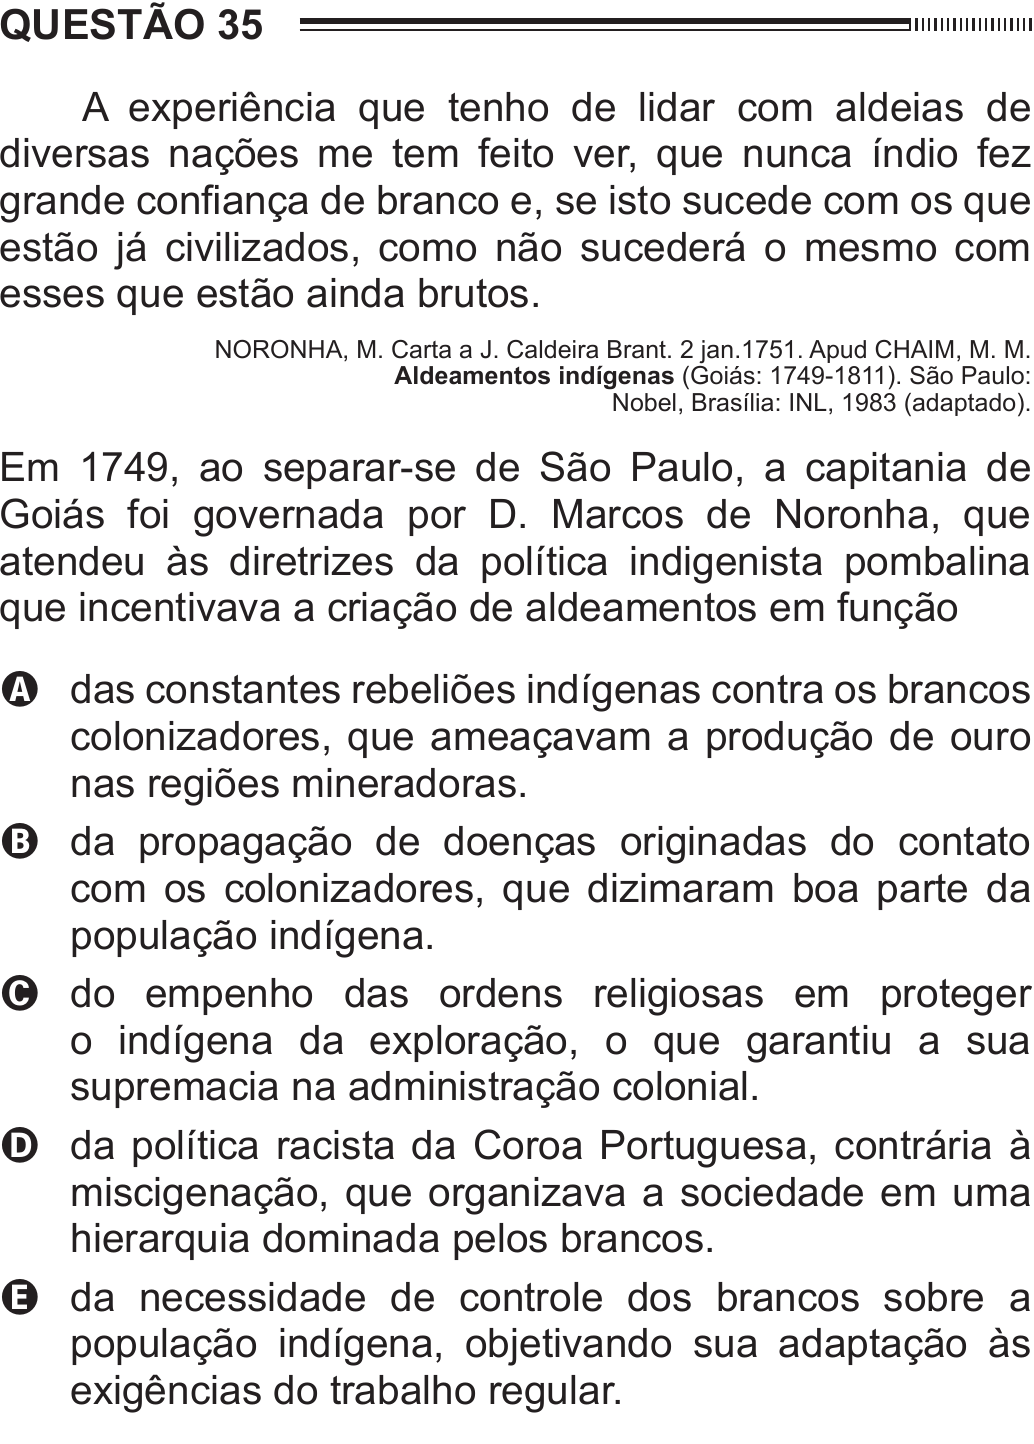 QUESTÃO 35
A experiência que tenho de lidar com aldeias de
diversas nações me tem feito ver, que nunca índio fez
grande confiança de branco e, se isto sucede com os que
estão já civilizados, como não sucederá o mesmo com
esses que estão ainda brutos.
NORONHA, M. Carta a J. Caldeira Brant. 2 jan.1751. Apud CHAIM, M. M.
Aldeamentos indígenas (Goiás: 1749-1811). São Paulo:
Nobel, Brasília: INL, 1983 (adaptado).
Em 1749, ao separar-se de São Paulo, a capitania de
Goiás foi governada por D. Marcos de Noronha, que
atendeu às diretrizes da política indigenista pombalina
que incentivava a criação de aldeamentos em função
A das constantes rebeliões indígenas contra os brancos
colonizadores, que ameaçavam a produção de ouro
nas regiões mineradoras.
B da propagação de doenças originadas do contato
com os colonizadores, que dizimaram boa parte da
população indígena.
C do empenho das ordens religiosas em proteger
o indígena da exploração, o que garantiu a sua
supremacia na administração colonial.
D da política racista da Coroa Portuguesa, contrária à
miscigenação, que organizava a sociedade em uma
hierarquia dominada pelos brancos.
E da necessidade de controle dos brancos sobre a
população indígena, objetivando sua adaptação às
exigências do trabalho regular.